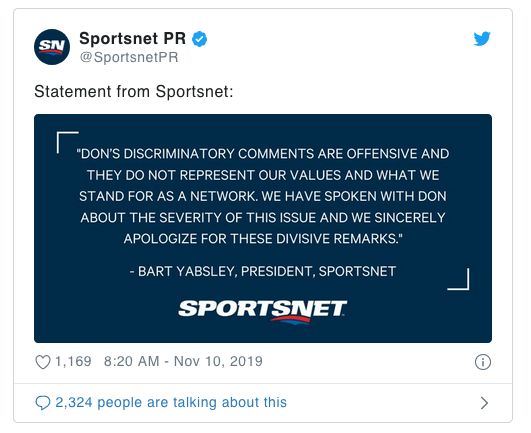 SN
Sportsnet PR
@SportsnetPR
Statement from Sportsnet:
"DON'S DISCRIMINATORY COMMENTS ARE OFFENSIVE AND
THEY DO NOT REPRESENT OUR VALUES AND WHAT WE
STAND FOR AS A NETWORK. WE HAVE SPOKEN WITH DON
ABOUT THE SEVERITY OF THIS ISSUE AND WE SINCERELY
APOLOGIZE FOR THESE DIVISIVE REMARKS."
- BART YABSLEY, PRESIDENT, SPORTSNET
SPORTSNET
1,169 8:20 AM - Nov 10, 2019
2,324 people are talking about this